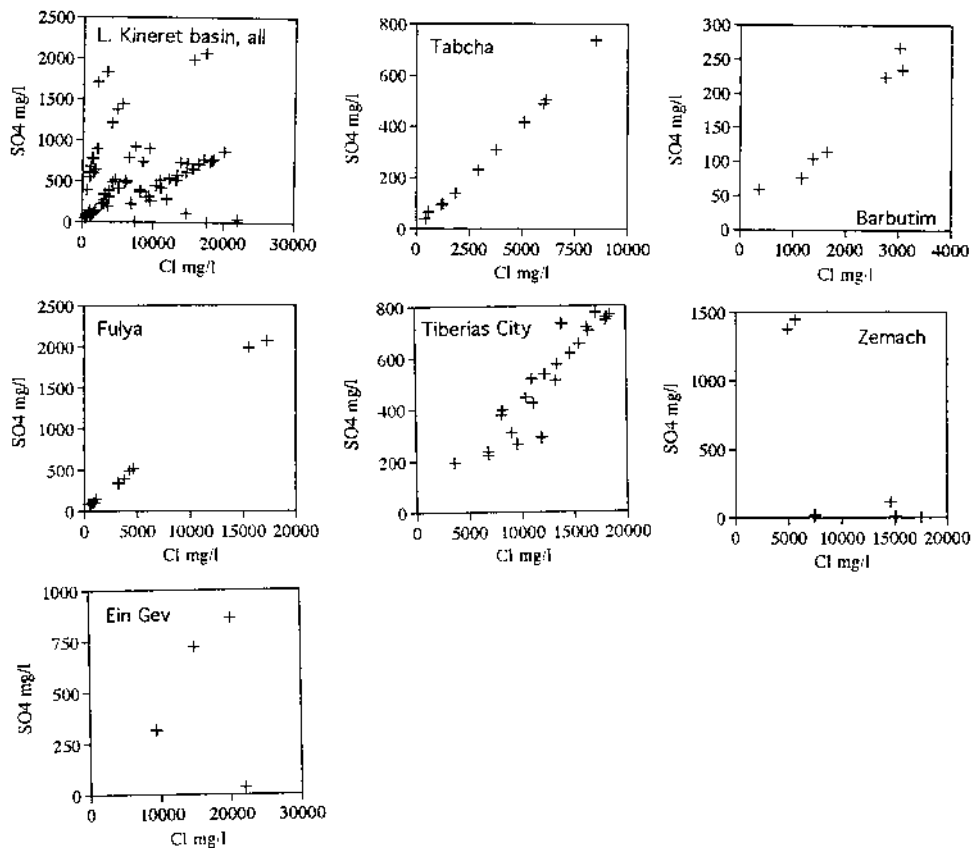 L. Kineret basin, all
SO4 mg/l
2500
2000
1500
1000
500
0
0 10000 20000 30000
Cl mg/l
Tabcha
SO4 mg/l
800
600
400
200
0
0 2500 5000 7500 10000
Cl mg/l
Barbutim
SO4 mg/l
300
250
200
150
100
50
0
0 1000 2000 3000 4000
Cl mg/l
Fulya
SO4 mg/l
2500
2000
1500
1000
500
0
0 5000 10000 15000 20000
Cl mg/l
Tiberias City
SO4 mg/l
800
600
400
200
0
0 5000 10000 15000 20000
Cl mg/l
Zemach
SO4 mg/l
1500
1000
500
0
0 5000 10000 15000 20000
Cl mg/l
Ein Gev
SO4 mg/l
1000
750
500
250
0
0 10000 20000 30000
Cl mg/l